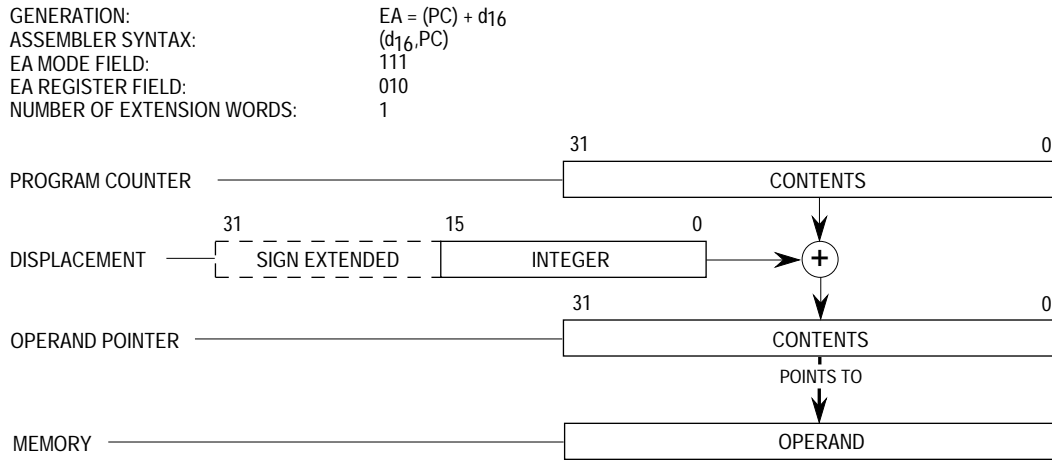 GENERATION: EA = (PC) + d16
ASSEMBLER SYNTAX: (d16,PC)
EA MODE FIELD: 111
EA REGISTER FIELD: 010
NUMBER OF EXTENSION WORDS: 1
31 0
PROGRAM COUNTER CONTENTS
31 15 0
DISPLACEMENT SIGN EXTENDED INTEGER +
31 0
OPERAND POINTER CONTENTS
POINTS TO
MEMORY OPERAND